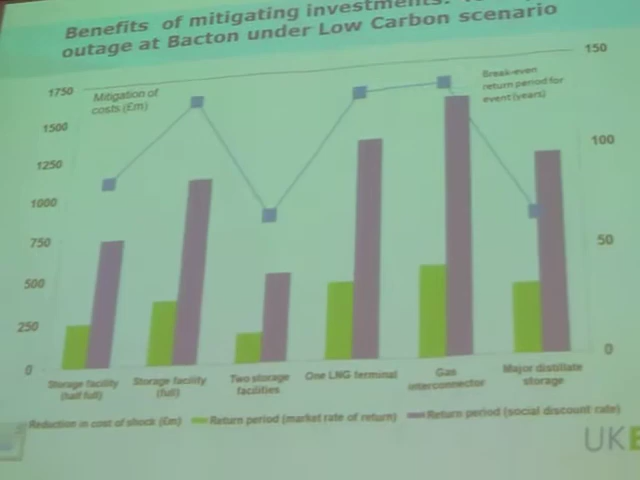 Benefits of mitigating investments:
outage at Bacton under Low Carbon scenario
150
1750
Mitigation of
costs (£m)
Break-even
return period for
event (years)
1500
100
1250
1000
750
50
500
250
0
0
Storage facility
(half full)
Storage facility
(full)
Two storage
facilities
One LNG terminal
Gas
interconnector
Major distillate
storage
Reduction in cost of shock (£m)
Return period (market rate of return)
Return period (social discount rate)
UKE